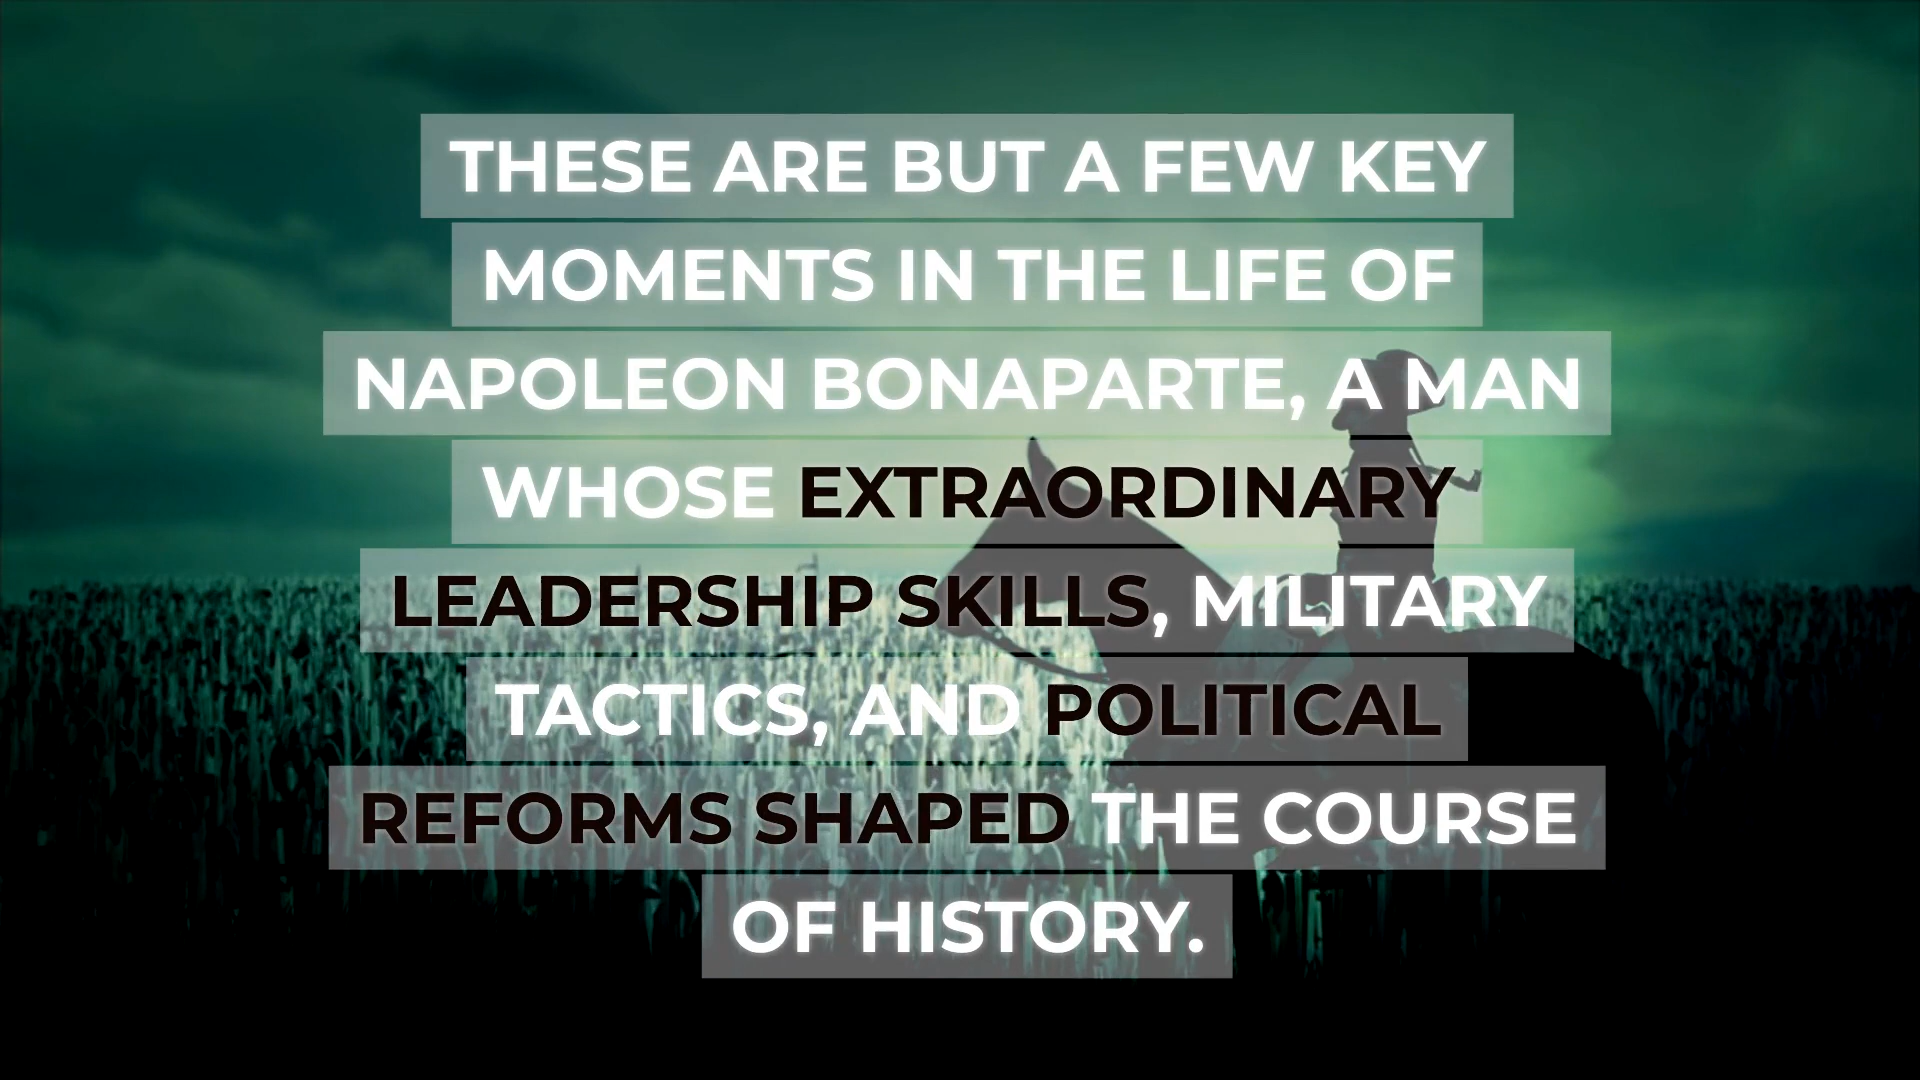 THESE ARE BUT A FEW KEY
MOMENTS IN THE LIFE OF
NAPOLEON BONAPARTE, A MAN
WHOSE EXTRAORDINARY
LEADERSHIP SKILLS, MILITARY
TACTICS, AND POLITICAL
REFORMS SHAPED THE COURSE
OF HISTORY.